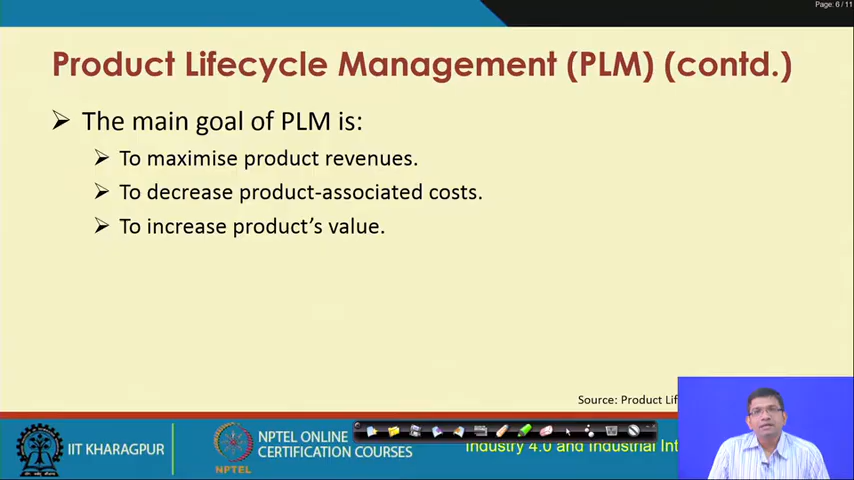 Page: 6 / 11
Product Lifecycle Management (PLM) (contd.)
The main goal of PLM is:
To maximise product revenues.
To decrease product-associated costs.
To increase product's value.
Source: Product
IIT KHARAGPUR
NPTEL
NPTEL ONLINE
CERTIFICATION COURSES
Industry 4.0 and Industrial